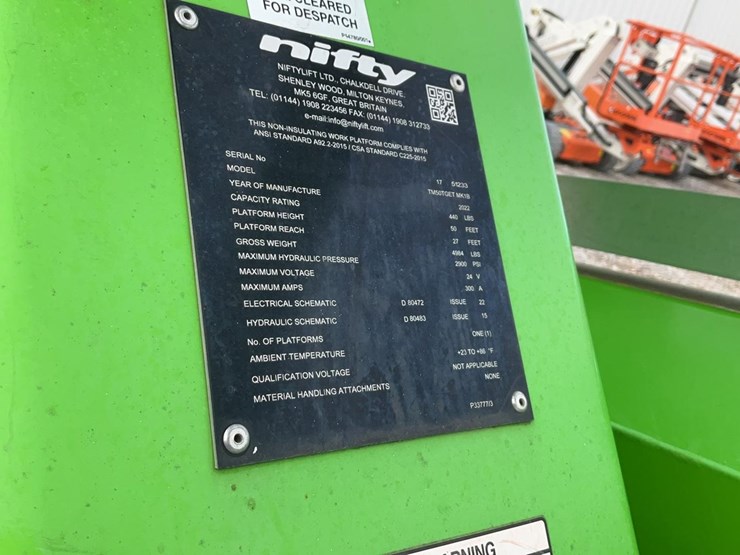 CLEARED
FOR DESPATCH
nifty
NIFTYLIFT LTD., CHALKDELL DRIVE,
SHENLEY WOOD, MILTON KEYNES,
MK5 6GF, GREAT BRITAIN
TEL: (01144) 1908 223456 FAX: (01144) 1908 312733
e-mail:info@niftylift.com
THIS NON-INSULATING WORK PLATFORM COMPLIES WITH
ANSI STANDARD A92.2-2015 / CSA STANDARD C225-2015
SERIAL No 17
MODEL TM50TGET MK1B
YEAR OF MANUFACTURE 2022
CAPACITY RATING 440 LBS
PLATFORM HEIGHT 50 FEET
PLATFORM REACH 27 FEET
GROSS WEIGHT 4984 LBS
MAXIMUM HYDRAULIC PRESSURE 2900 PSI
MAXIMUM VOLTAGE 24 V
MAXIMUM AMPS 300 A
ELECTRICAL SCHEMATIC D 80472 ISSUE 22
HYDRAULIC SCHEMATIC D 80483 ISSUE 15
No. OF PLATFORMS ONE (1)
AMBIENT TEMPERATURE +23 TO +86 °F
QUALIFICATION VOLTAGE NOT APPLICABLE
MATERIAL HANDLING ATTACHMENTS NONE
P33777/3